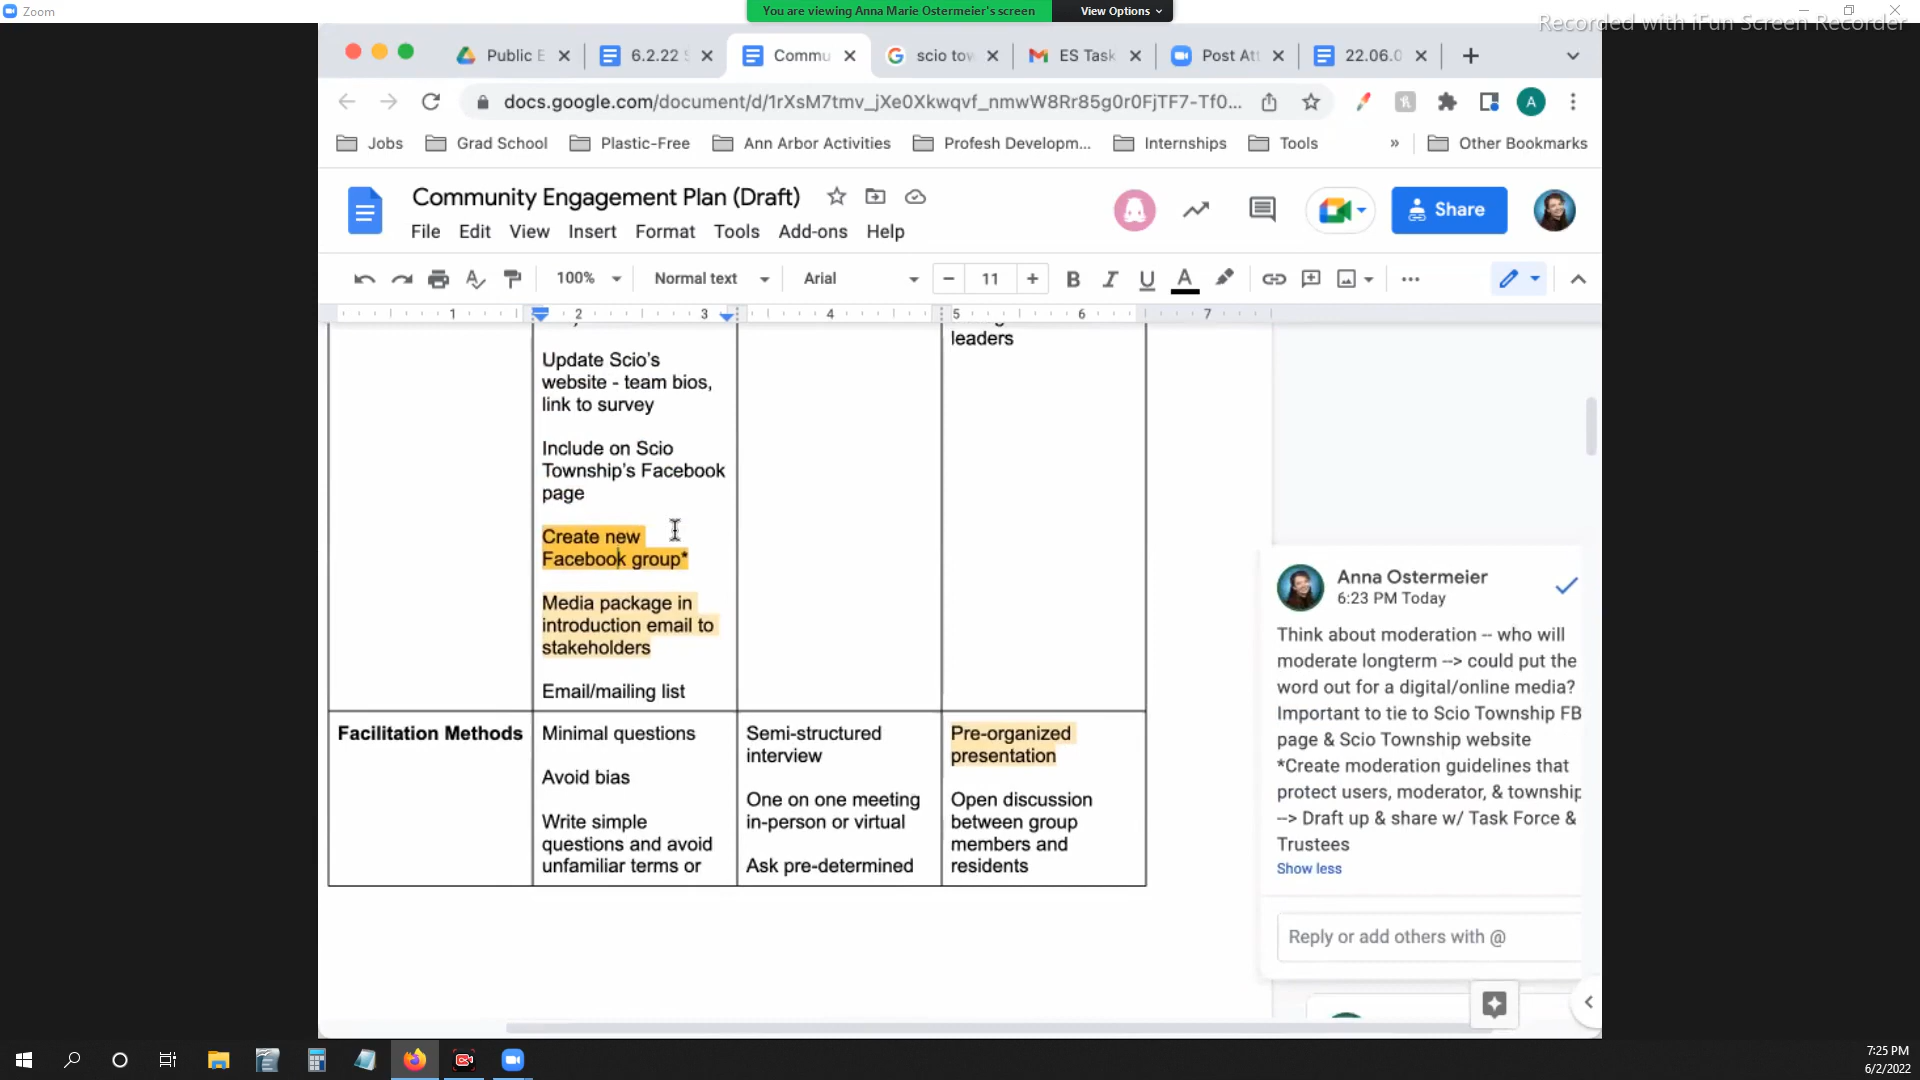 Zoom
You are viewing Anna Marie Ostermeier's screen
View Options
Recorded with iFun Screen Recorder
Public E
6.2.22 S
Commu
scio tow
ES Task
Post Att
22.06.0
docs.google.com/document/d/1rXsM7tmv_jXe0Xkwqvf_nmwW8Rr85g0r0FjTF7-Tf0...
A
Jobs
Grad School
Plastic-Free
Ann Arbor Activities
Profesh Developm...
Internships
Tools
»
Other Bookmarks
Community Engagement Plan (Draft)
File Edit View Insert Format Tools Add-ons Help
Share
100%
Normal text
Arial
11
B I U A
1 2 3 4 5 6 7
leaders
Update Scio's
website - team bios,
link to survey
Include on Scio
Township's Facebook
page
Create new
Facebook group*
Media package in
introduction email to
stakeholders
Email/mailing list
Facilitation Methods
Minimal questions
Avoid bias
Write simple
questions and avoid
unfamiliar terms or
Semi-structured
interview
One on one meeting
in-person or virtual
Ask pre-determined
Pre-organized
presentation
Open discussion
between group
members and
residents
Anna Ostermeier
6:23 PM Today
Think about moderation -- who will
moderate longterm --> could put the
word out for a digital/online media?
Important to tie to Scio Township FB
page & Scio Township website
*Create moderation guidelines that
protect users, moderator, & township
--> Draft up & share w/ Task Force &
Trustees
Show less
Reply or add others with @
7:25 PM
6/2/2022